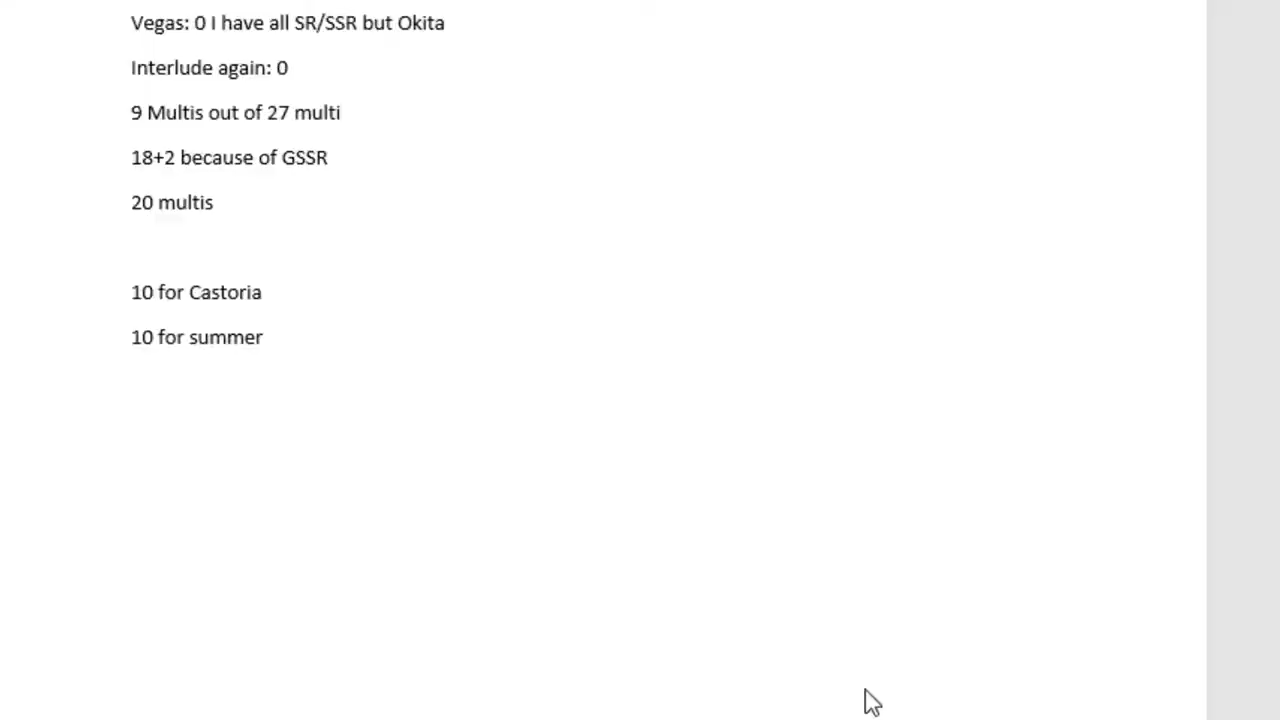 Vegas: 0 I have all SR/SSR but Okita
Interlude again: 0
9 Multis out of 27 multi
18+2 because of GSSR
20 multis
10 for Castoria
10 for summer